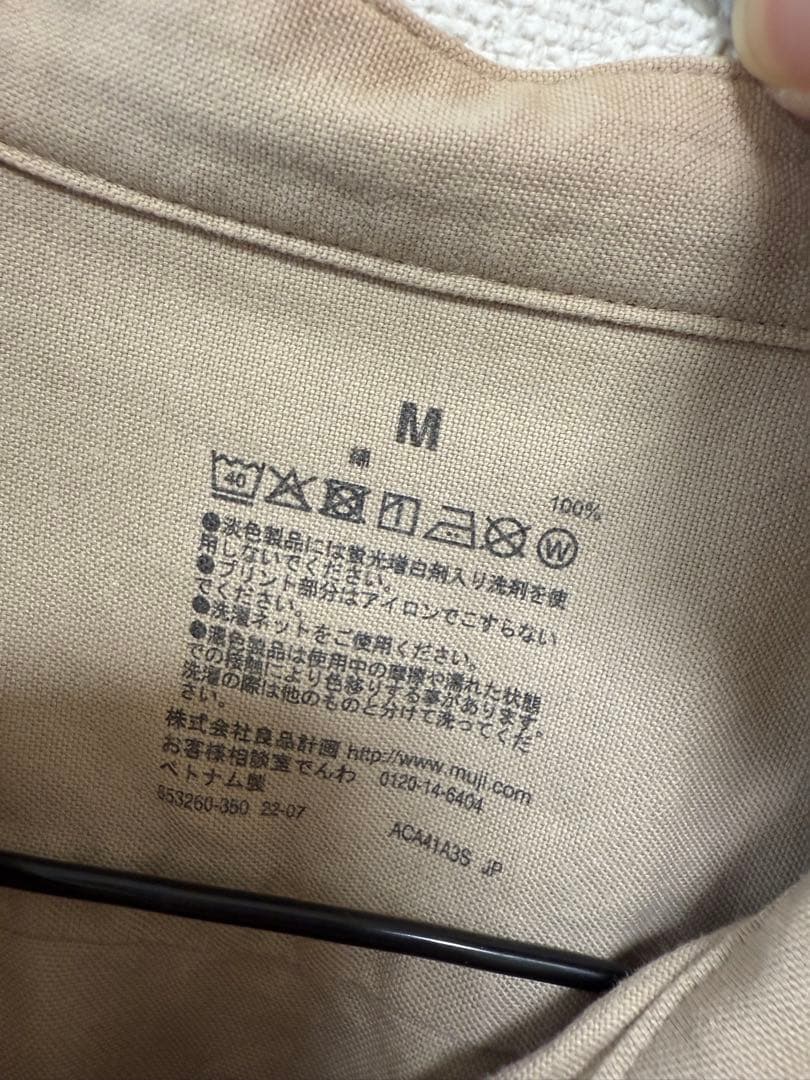 M
綿 100%
40
W
●淡色製品には蛍光増白剤入り洗剤を使
用しないでください。
●プリント部分はアイロンでこすらない
でください。
●洗濯ネットをご使用ください。
●濃色製品は使用中の摩擦や濡れた状態
での接触により色移りする事があります。
洗濯の際は他のものと分けて洗ってくだ
さい。
株式会社良品計画 http://www.muji.com
お客様相談室でんわ 0120-14-6404
ベトナム製
553260-350 22-07
ACA41A3S JP